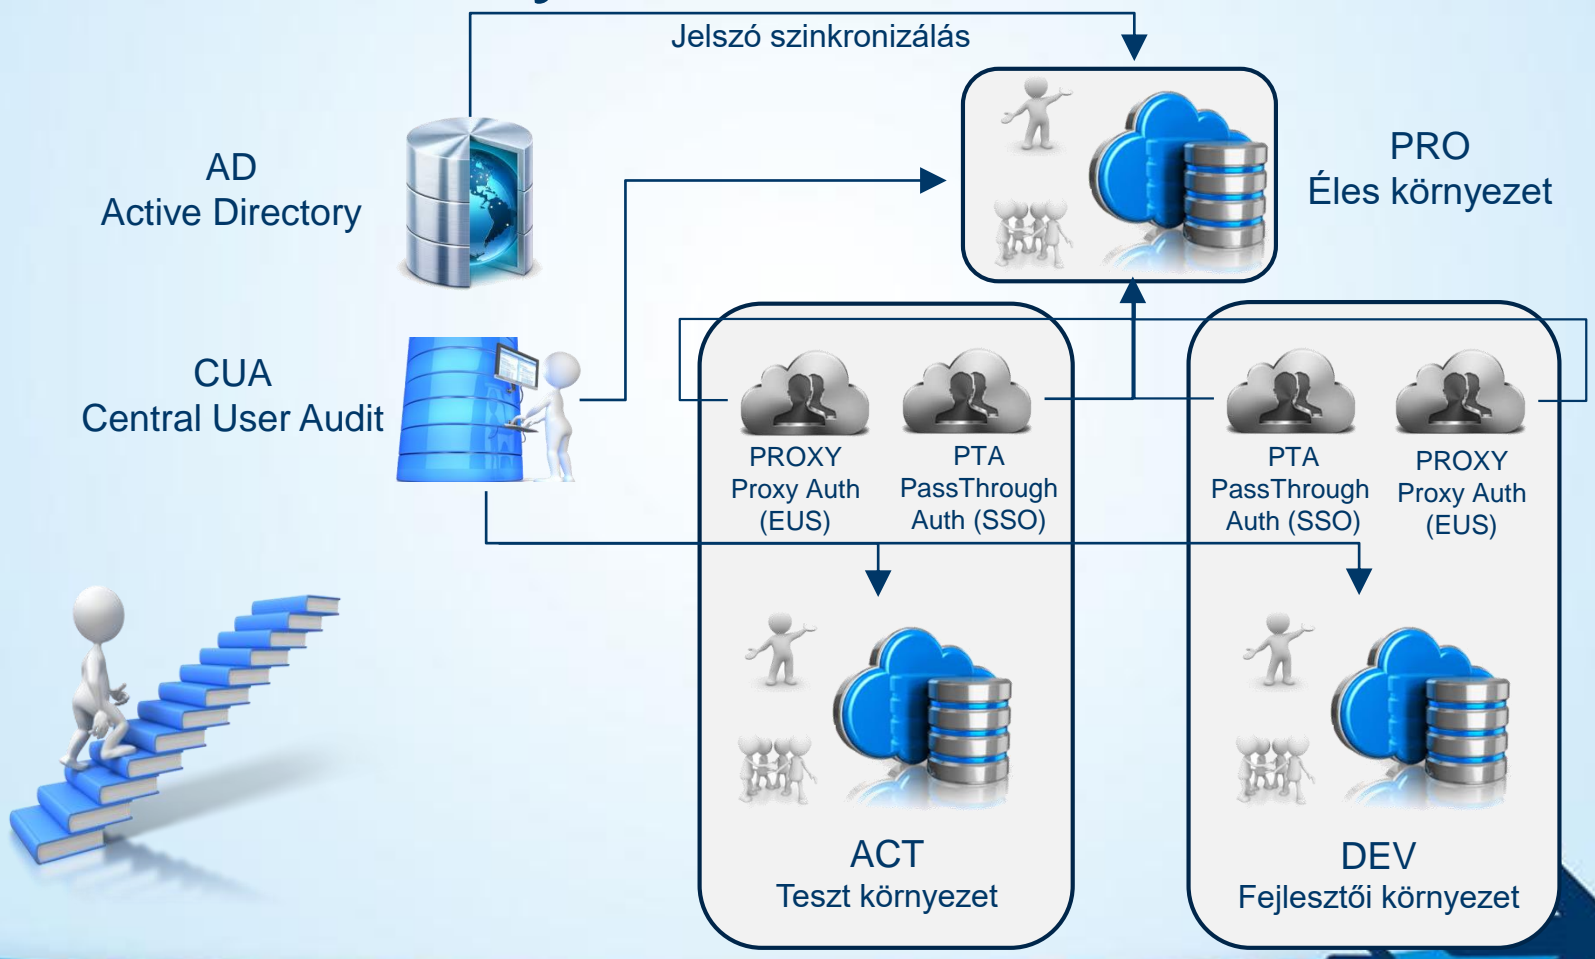 Jelszó szinkronizálás
AD
Active Directory
PRO
Éles környezet
CUA
Central User Audit
PROXY
Proxy Auth
(EUS)
PTA
PassThrough
Auth (SSO)
PTA
PassThrough
Auth (SSO)
PROXY
Proxy Auth
(EUS)
ACT
Teszt környezet
DEV
Fejlesztői környezet